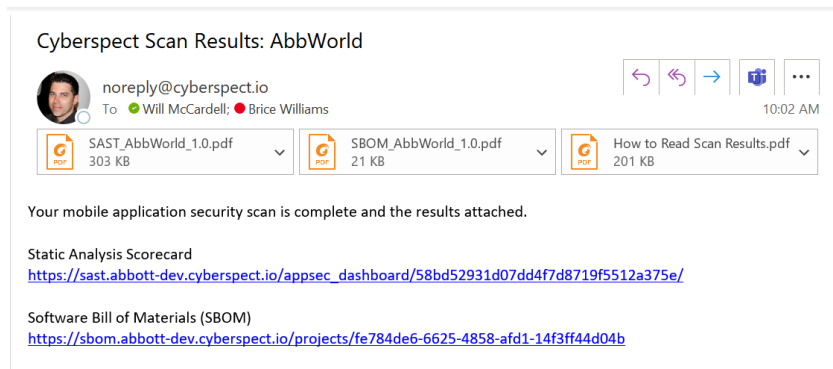 Cyberspect Scan Results: AbbWorld
noreply@cyberspect.io
To Will McCardell; Brice Williams
10:02 AM
SAST_AbbWorld_1.0.pdf
303 KB
SBOM_AbbWorld_1.0.pdf
21 KB
How to Read Scan Results.pdf
201 KB
PDF
PDF
PDF
Your mobile application security scan is complete and the results attached.
Static Analysis Scorecard
https://sast.abbott-dev.cyberspect.io/appsec_dashboard/58bd52931d07dd4f7d8719f5512a375e/
Software Bill of Materials (SBOM)
https://sbom.abbott-dev.cyberspect.io/projects/fe784de6-6625-4858-afd1-14f3ff44d04b